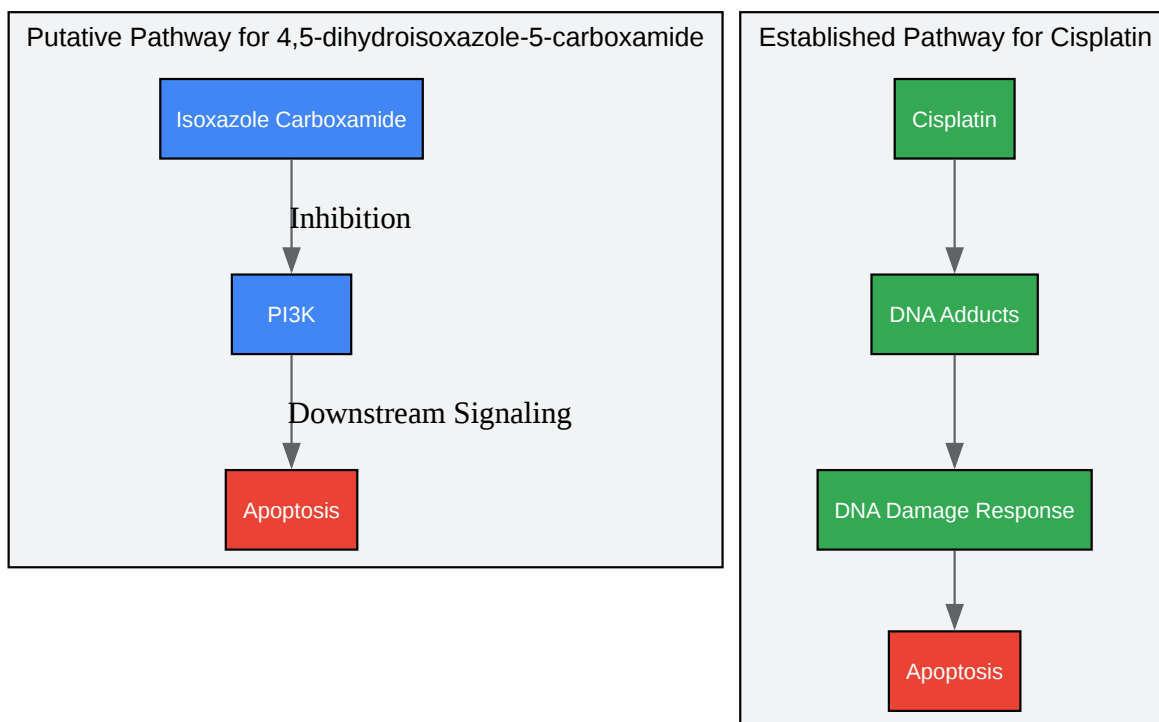 Putative Pathway for 4,5-dihydroisoxazole-5-carboxamide
Isoxazole Carboxamide
Inhibition
PI3K
Downstream Signaling
Apoptosis
Established Pathway for Cisplatin
Cisplatin
DNA Adducts
DNA Damage Response
Apoptosis